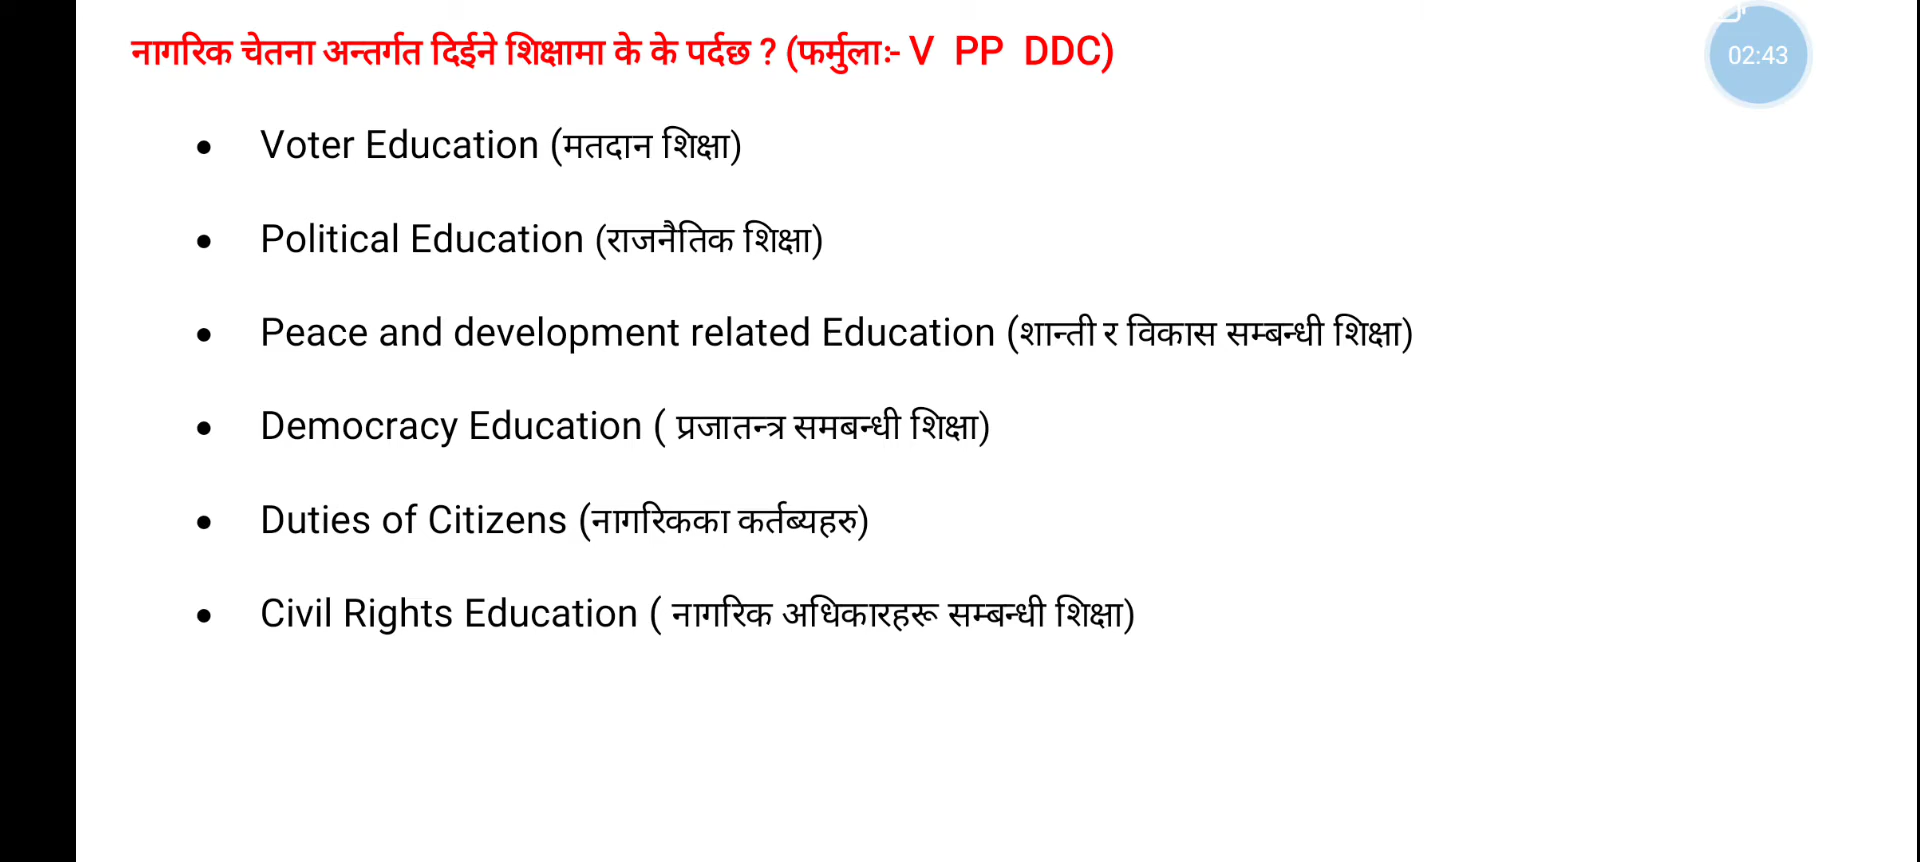 नागरिक चेतना अन्तर्गत दिईने शिक्षामा के के पर्दछ ? (फर्मुलाः- V PP DDC)
02:43
• Voter Education (मतदान शिक्षा)
• Political Education (राजनैतिक शिक्षा)
• Peace and development related Education (शान्ती र विकास सम्बन्धी शिक्षा)
• Democracy Education ( प्रजातन्त्र समबन्धी शिक्षा)
• Duties of Citizens (नागरिकका कर्तब्यहरु)
• Civil Rights Education ( नागरिक अधिकारहरू सम्बन्धी शिक्षा)